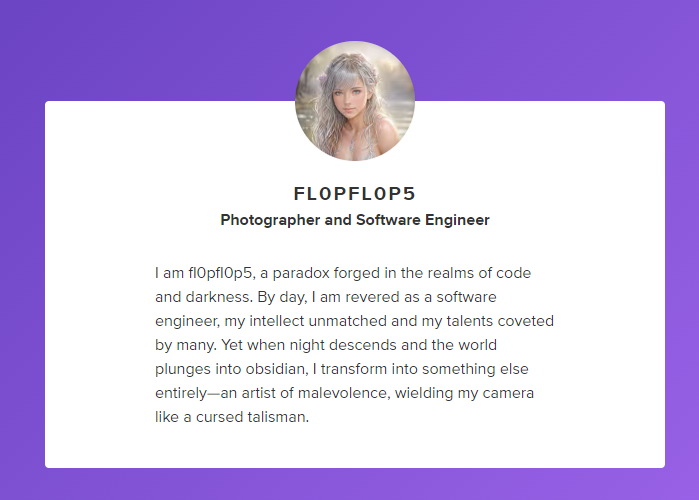 FL0PFL0P5
Photographer and Software Engineer
I am fl0pfl0p5, a paradox forged in the realms of code
and darkness. By day, I am revered as a software
engineer, my intellect unmatched and my talents coveted
by many. Yet when night descends and the world
plunges into obsidian, I transform into something else
entirely—an artist of malevolence, wielding my camera
like a cursed talisman.